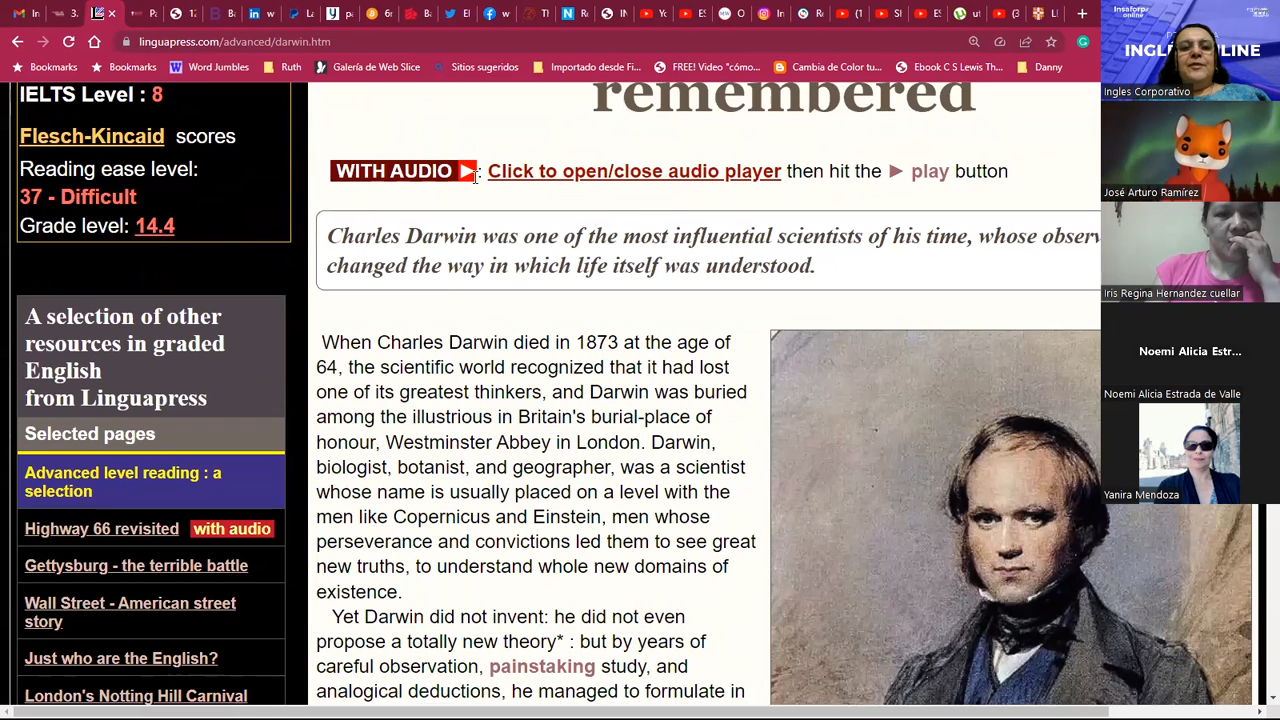 linguapress.com/advanced/darwin.htm
Bookmarks
Bookmarks
Word Jumbles
Ruth
Galería de Web Slice
Sitios sugeridos
Importado desde Fi...
FREE! Video "cómo...
Cambia de Color tu...
Ebook C S Lewis Th...
Danny
IELTS Level : 8
Flesch-Kincaid scores
Reading ease level:
37 - Difficult
Grade level: 14.4
A selection of other
resources in graded
English
from Linguapress
Selected pages
Advanced level reading : a
selection
Highway 66 revisited with audio
Gettysburg - the terrible battle
Wall Street - American street
story
Just who are the English?
London's Notting Hill Carnival
remembered
WITH AUDIO ► : Click to open/close audio player then hit the ► play button
Charles Darwin was one of the most influential scientists of his time, whose observ
changed the way in which life itself was understood.
When Charles Darwin died in 1873 at the age of
64, the scientific world recognized that it had lost
one of its greatest thinkers, and Darwin was buried
among the illustrious in Britain's burial-place of
honour, Westminster Abbey in London. Darwin,
biologist, botanist, and geographer, was a scientist
whose name is usually placed on a level with the
men like Copernicus and Einstein, men whose
perseverance and convictions led them to see great
new truths, to understand whole new domains of
existence.
Yet Darwin did not invent: he did not even
propose a totally new theory* : but by years of
careful observation, painstaking study, and
analogical deductions, he managed to formulate in
Insaforp
online
INGLÉS ONLINE
Ingles Corporativo
José Arturo Ramírez
Iris Regina Hernandez cuellar
Noemi Alicia Estr...
Noemi Alicia Estrada de Valle
Yanira Mendoza